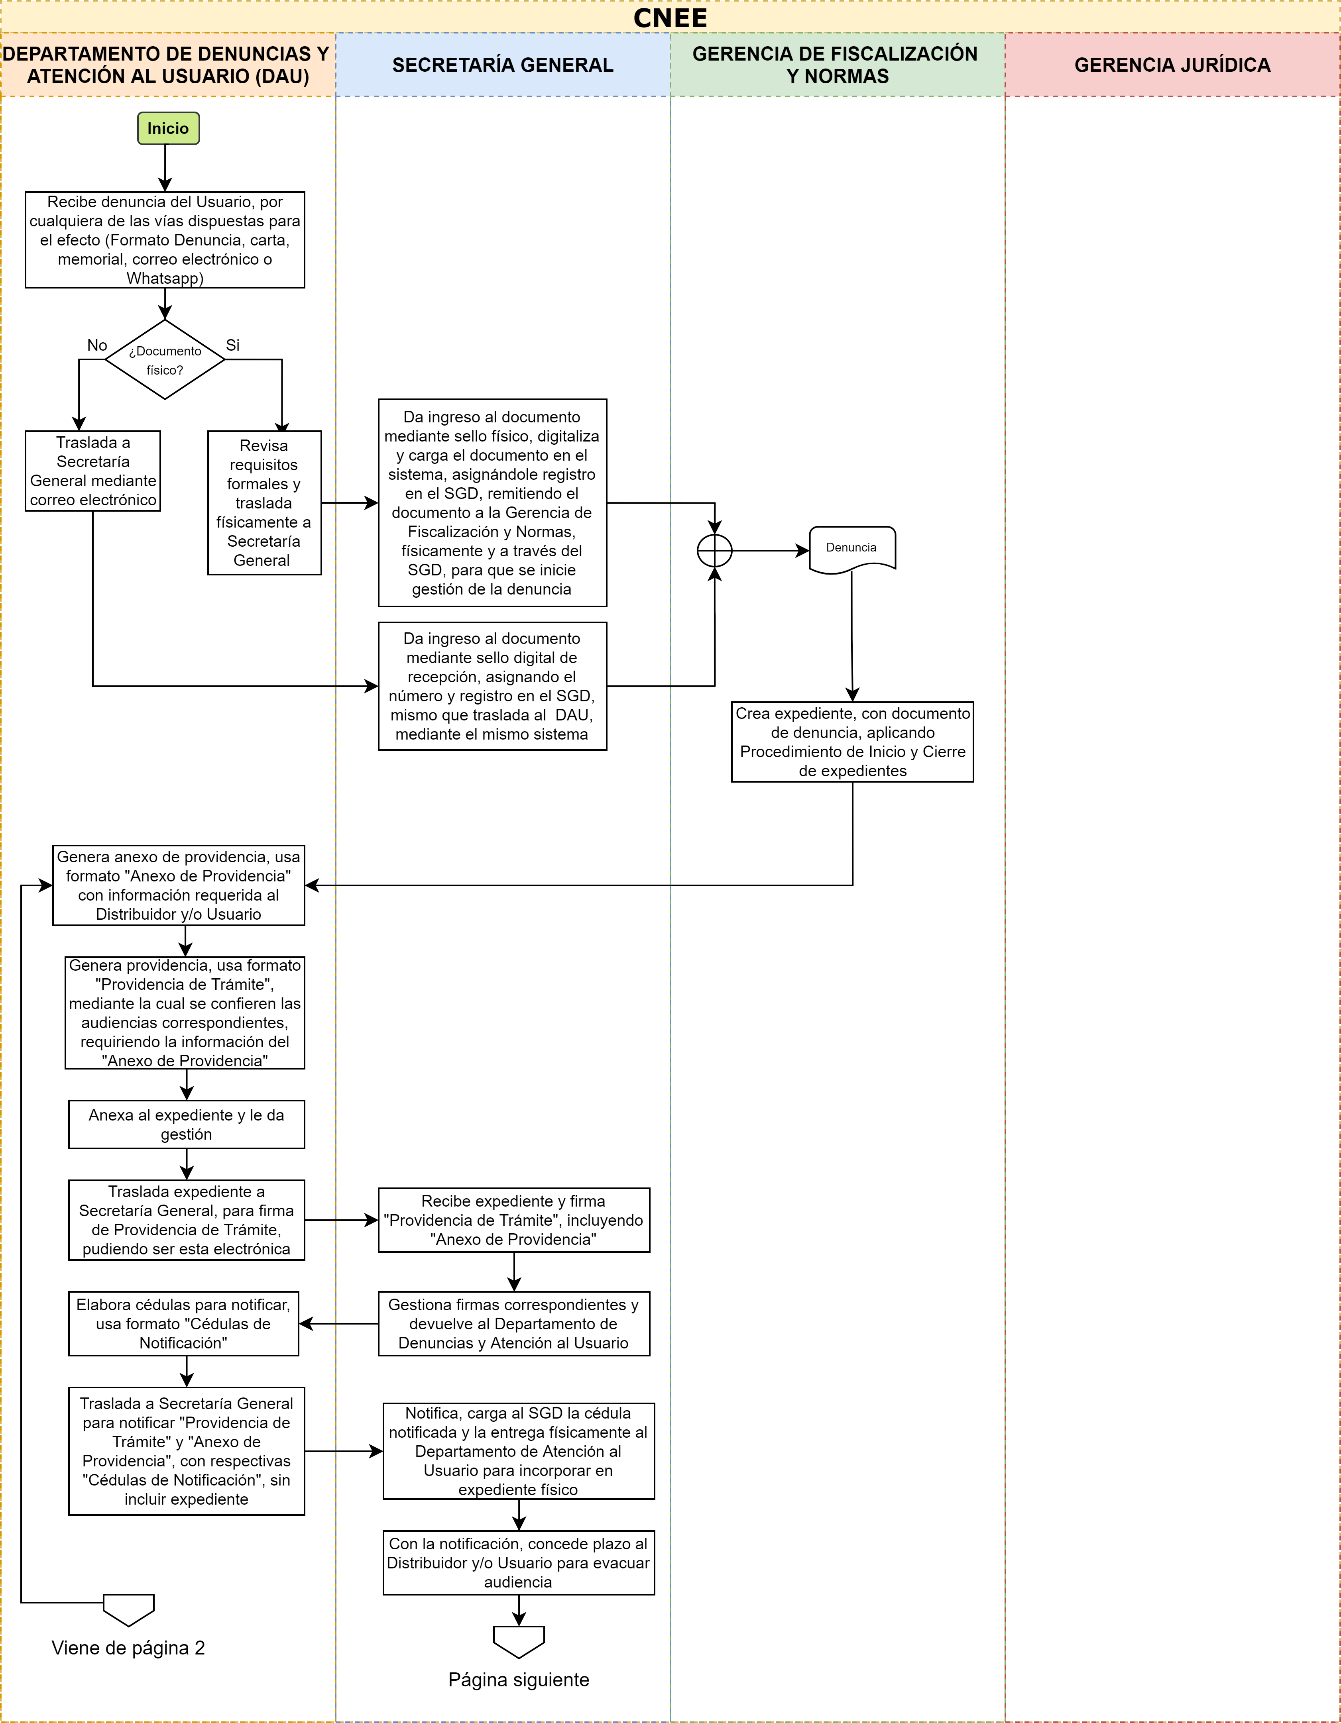 CNEE
DEPARTAMENTO DE DENUNCIAS Y
ATENCIÓN AL USUARIO (DAU)
SECRETARÍA GENERAL
GERENCIA DE FISCALIZACIÓN
Y NORMAS
GERENCIA JURÍDICA
Inicio
Recibe denuncia del Usuario, por
cualquiera de las vías dispuestas para
el efecto (Formato Denuncia, carta,
memorial, correo electrónico o
Whatsapp)
¿Documento
físico?
No
Si
Traslada a
Secretaría
General mediante
correo electrónico
Revisa
requisitos
formales y
traslada
físicamente a
Secretaría
General
Da ingreso al documento
mediante sello físico, digitaliza
y carga el documento en el
sistema, asignándole registro
en el SGD, remitiendo el
documento a la Gerencia de
Fiscalización y Normas,
físicamente y a través del
SGD, para que se inicie
gestión de la denuncia
Denuncia
Da ingreso al documento
mediante sello digital de
recepción, asignando el
número y registro en el SGD,
mismo que traslada al  DAU,
mediante el mismo sistema
Crea expediente, con documento
de denuncia, aplicando
Procedimiento de Inicio y Cierre
de expedientes
Genera anexo de providencia, usa
formato "Anexo de Providencia"
con información requerida al
Distribuidor y/o Usuario
Genera providencia, usa formato
"Providencia de Trámite",
mediante la cual se confieren las
audiencias correspondientes,
requiriendo la información del
"Anexo de Providencia"
Anexa al expediente y le da
gestión
Traslada expediente a
Secretaría General, para firma
de Providencia de Trámite,
pudiendo ser esta electrónica
Recibe expediente y firma
"Providencia de Trámite", incluyendo
"Anexo de Providencia"
Gestiona firmas correspondientes y
devuelve al Departamento de
Denuncias y Atención al Usuario
Elabora cédulas para notificar,
usa formato "Cédulas de
Notificación"
Traslada a Secretaría General
para notificar "Providencia de
Trámite" y "Anexo de
Providencia", con respectivas
"Cédulas de Notificación", sin
incluir expediente
Notifica, carga al SGD la cédula
notificada y la entrega físicamente al
Departamento de Atención al
Usuario para incorporar en
expediente físico
Con la notificación, concede plazo al
Distribuidor y/o Usuario para evacuar
audiencia
Viene de página 2
Página siguiente